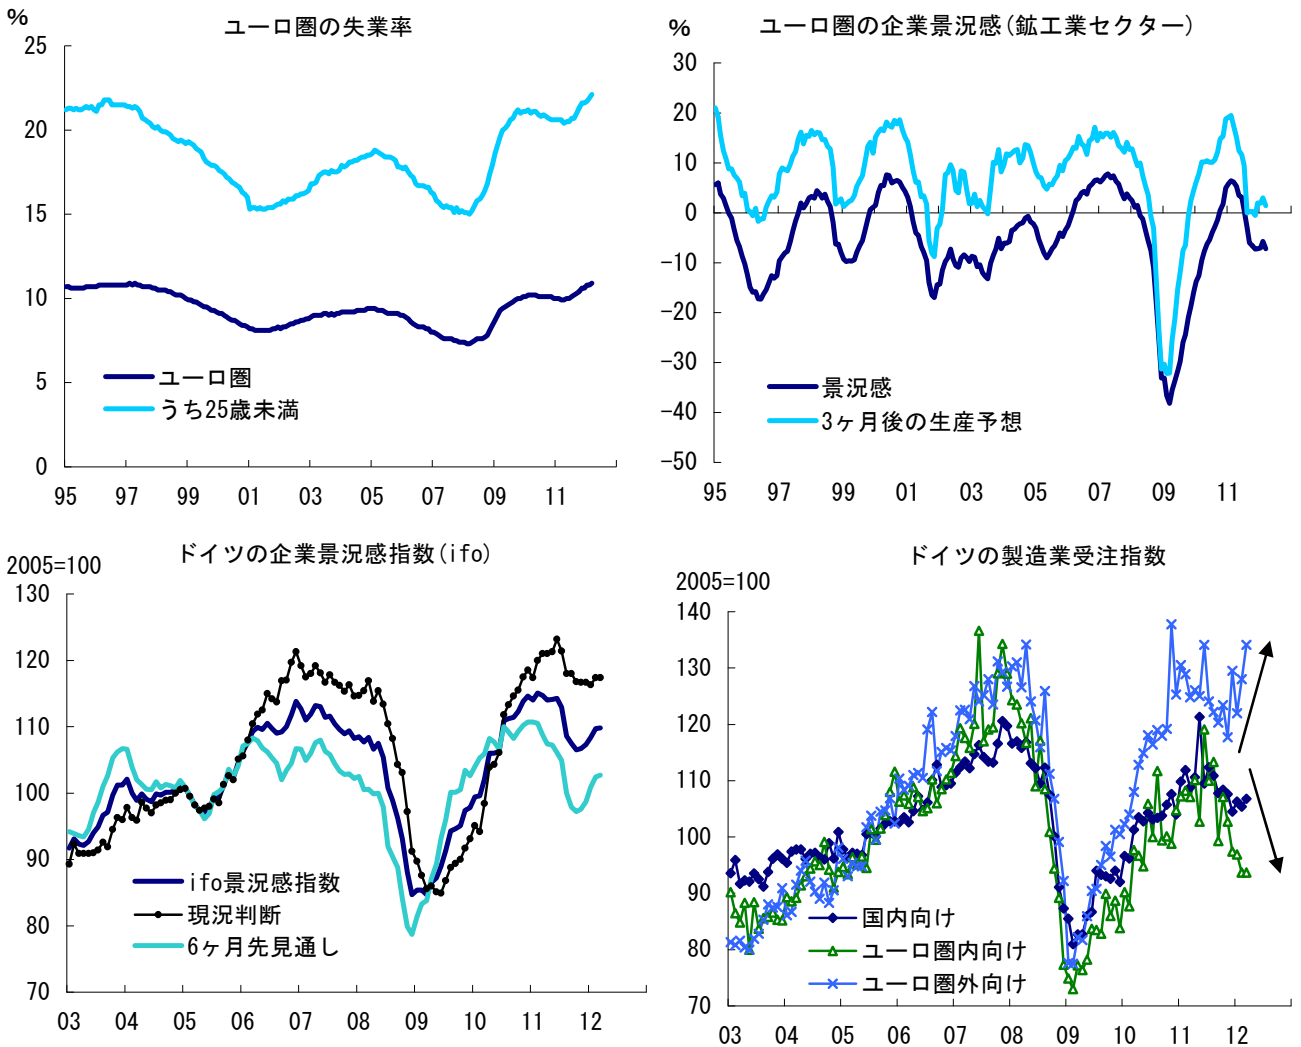 ユーロ圏の失業率
%
25
20
15
10
5
0
ユーロ圏
うち25歳未満
95 97 99 01 03 05 07 09 11
ユーロ圏の企業景況感(鉱工業セクター)
%
30
20
10
0
-10
-20
-30
-40
-50
景況感
3ヶ月後の生産予想
95 97 99 01 03 05 07 09 11
ドイツの企業景況感指数(ifo)
2005=100
130
120
110
100
90
80
70
ifo景況感指数
現況判断
6ヶ月先見通し
03 04 05 06 07 08 09 10 11 12
ドイツの製造業受注指数
2005=100
140
130
120
110
100
90
80
70
国内向け
ユーロ圏内向け
ユーロ圏外向け
03 04 05 06 07 08 09 10 11 12